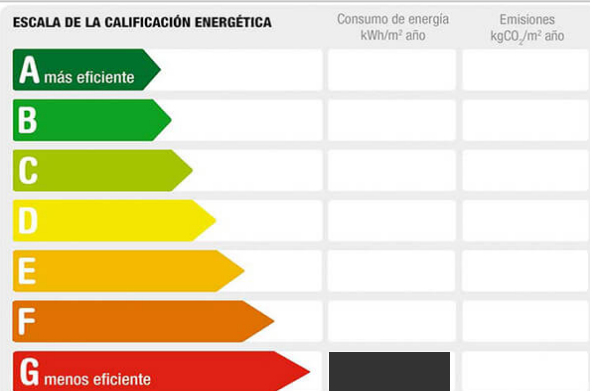 ESCALA DE LA CALIFICACIÓN ENERGÉTICA
Consumo de energía
kWh/m² año
Emisiones
kgCO₂/m² año
A más eficiente
B
C
D
E
F
G menos eficiente